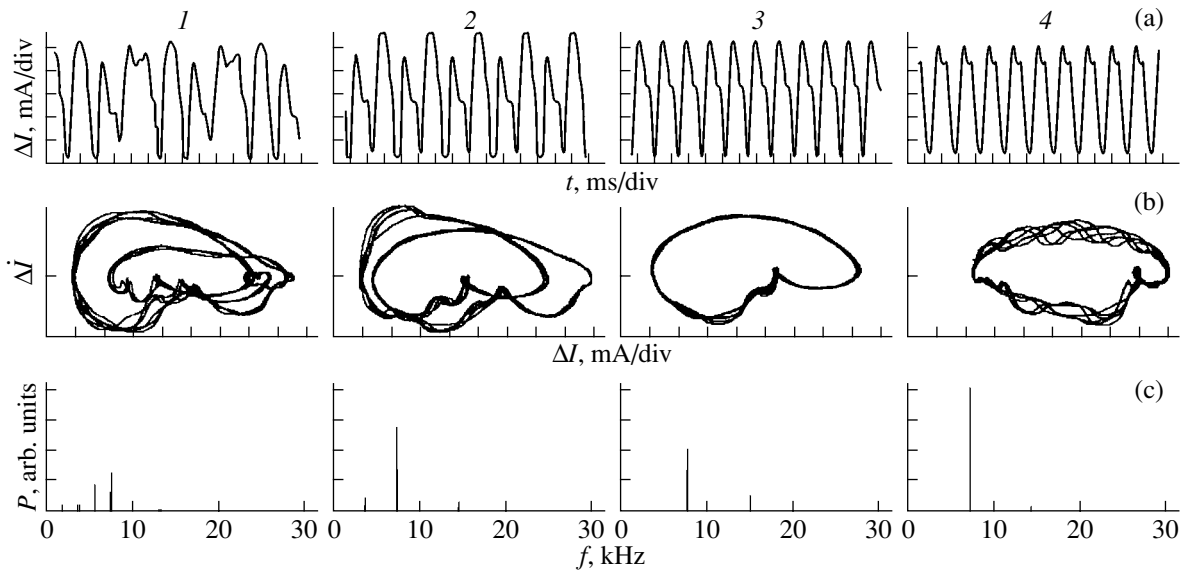 1 2 3 4 (a)
ΔI, mA/div
t, ms/div
(b)
Δİ
ΔI, mA/div
(c)
P, arb. units
0 10 20 30 0 10 20 30 0 10 20 30 0 10 20 30
f, kHz